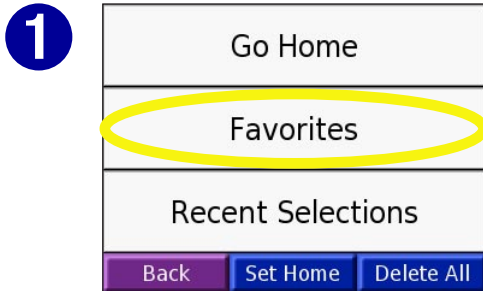 1
Go Home
Favorites
Recent Selections
Back Set Home Delete All